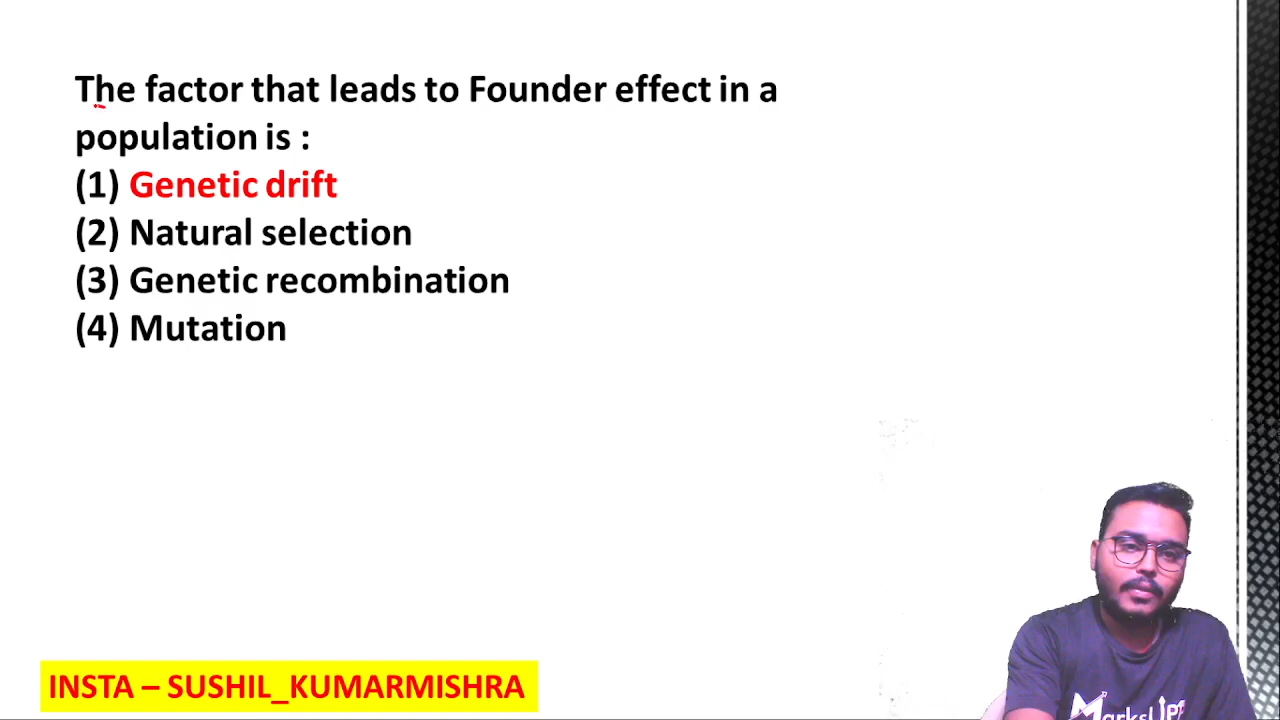 The factor that leads to Founder effect in a
population is :
(1) Genetic drift
(2) Natural selection
(3) Genetic recombination
(4) Mutation
INSTA – SUSHIL_KUMARMISHRA